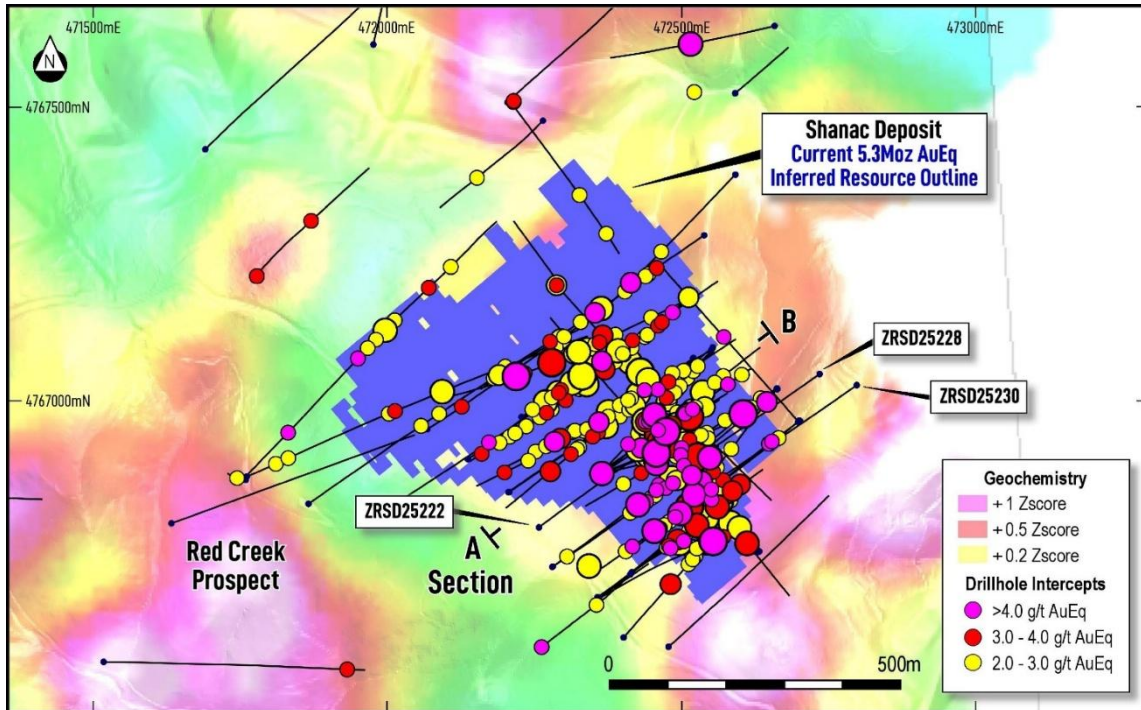 471500mE
472000mE
472500mE
473000mE
N
4767500mN
Shanac Deposit
Current 5.3Moz AuEq
Inferred Resource Outline
B
ZRSD25228
4767000mN
ZRSD25230
ZRSD25222
A
Section
Red Creek
Prospect
0
500m
Geochemistry
+ 1 Zscore
+ 0.5 Zscore
+ 0.2 Zscore
Drillhole Intercepts
>4.0 g/t AuEq
3.0 - 4.0 g/t AuEq
2.0 - 3.0 g/t AuEq